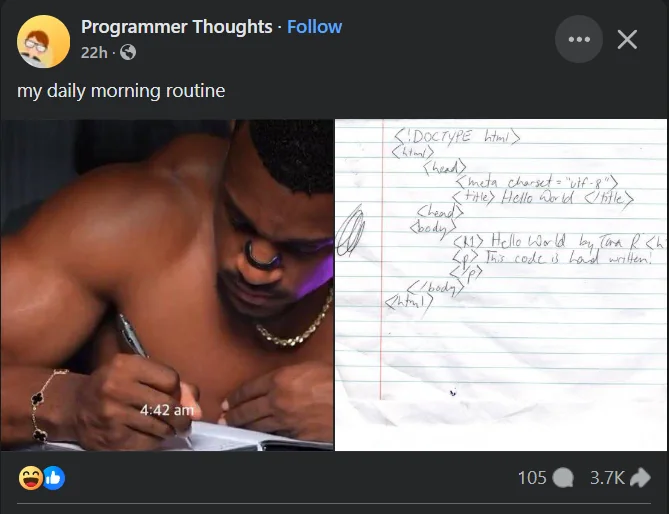 Programmer Thoughts · Follow
22h ·
my daily morning routine
4:42 am
<!DOCTYPE html>
<html>
<head>
<meta charset="utf-8">
<title> Hello World </title>
<head>
<body>
<h1> Hello World by Tara R <h
<p> This code is hand written!
</p>
</body>
<html>
105
3.7K